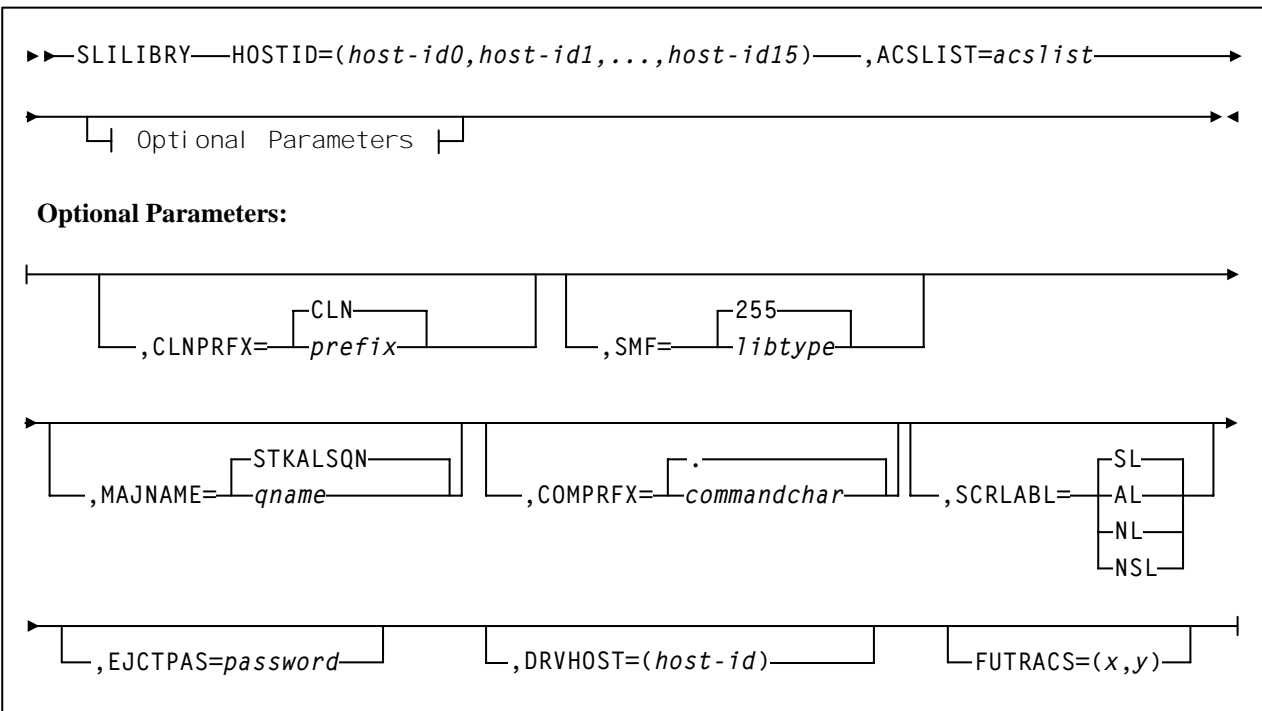 SLILIBRY HOSTID=(host-id0,host-id1,...,host-id15) ,ACSLIST=acslist
Optional Parameters
Optional Parameters:
CLN
,CLNPRFX= prefix
255
,SMF= libtype
STKALSQN
,MAJNAME= qname
.
,COMPRFX= commandchar
SL
,SCRLABL= AL
NL
NSL
,EJCTPAS=password ,DRVHOST=(host-id) FUTRACS=(x,y)